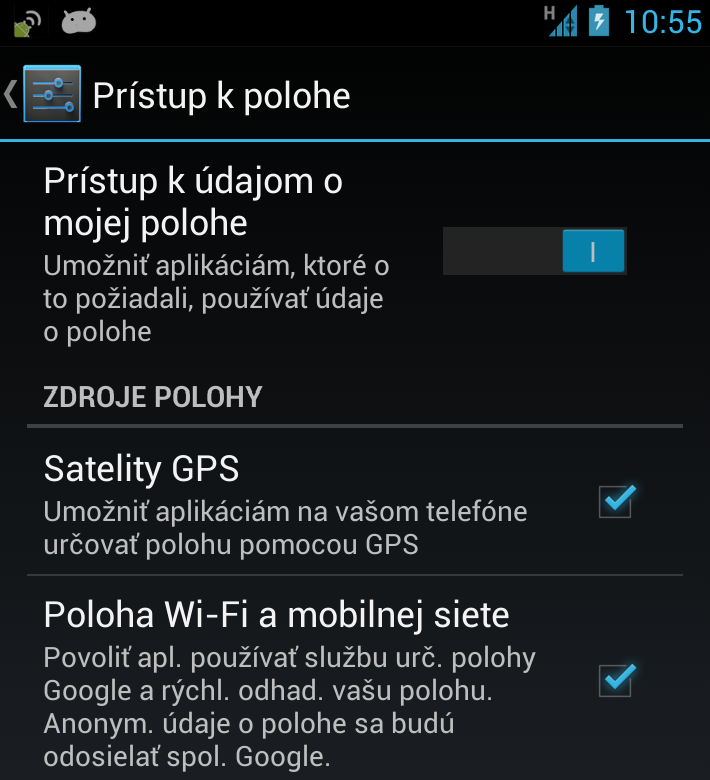 H 10:55
Prístup k polohe
Prístup k údajom o
mojej polohe
Umožniť aplikáciám, ktoré o
to požiadali, používať údaje
o polohe
ZDROJE POLOHY
Satelity GPS
Umožniť aplikáciám na vašom telefóne
určovať polohu pomocou GPS
Poloha Wi-Fi a mobilnej siete
Povoliť apl. používať službu urč. polohy
Google a rýchl. odhad. vašu polohu.
Anonym. údaje o polohe sa budú
odosielať spol. Google.